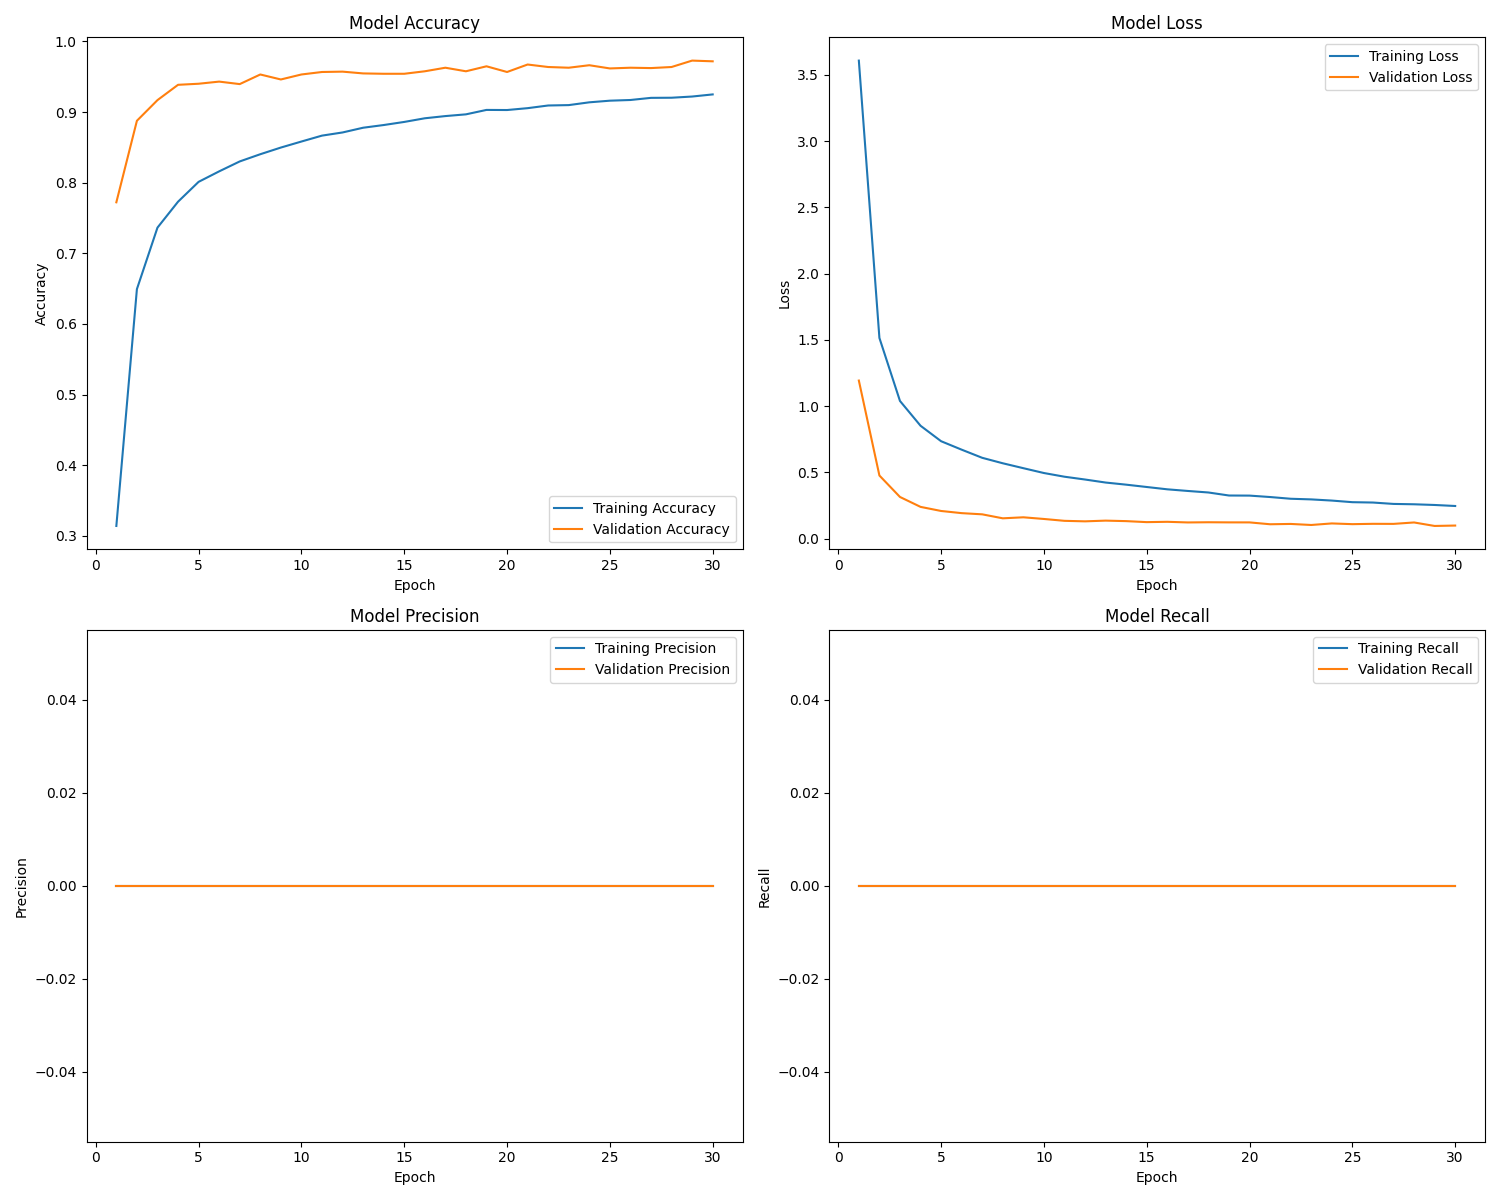 Model Accuracy
1.0
0.9
0.8
0.7
0.6
0.5
0.4
0.3
Accuracy
Training Accuracy
Validation Accuracy
0 5 10 15 20 25 30
Epoch
Model Loss
3.5
3.0
2.5
2.0
1.5
1.0
0.5
0.0
Loss
Training Loss
Validation Loss
0 5 10 15 20 25 30
Epoch
Model Precision
0.04
0.02
0.00
−0.02
−0.04
Precision
Training Precision
Validation Precision
0 5 10 15 20 25 30
Epoch
Model Recall
0.04
0.02
0.00
−0.02
−0.04
Recall
Training Recall
Validation Recall
0 5 10 15 20 25 30
Epoch